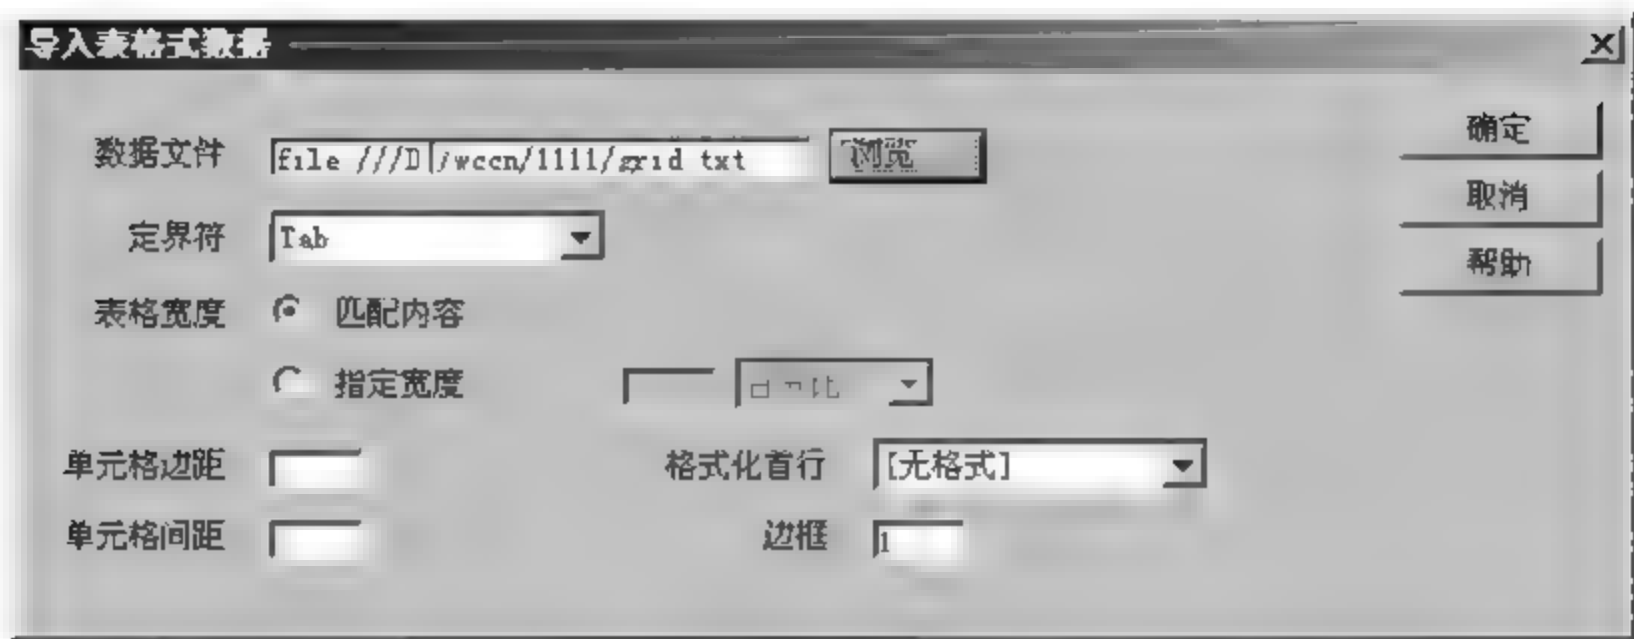 导入表格式数据
数据文件 file ///D|/wccn/1111/grid txt 浏览 确定
定界符 Tab 取消
表格宽度 匹配内容 帮助
指定宽度
单元格边距 格式化首行 [无格式]
单元格间距 边框 1